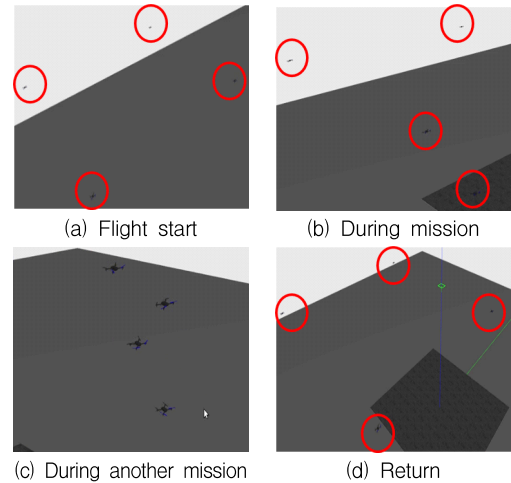 (a) Flight start
(b) During mission
(c) During another mission
(d) Return